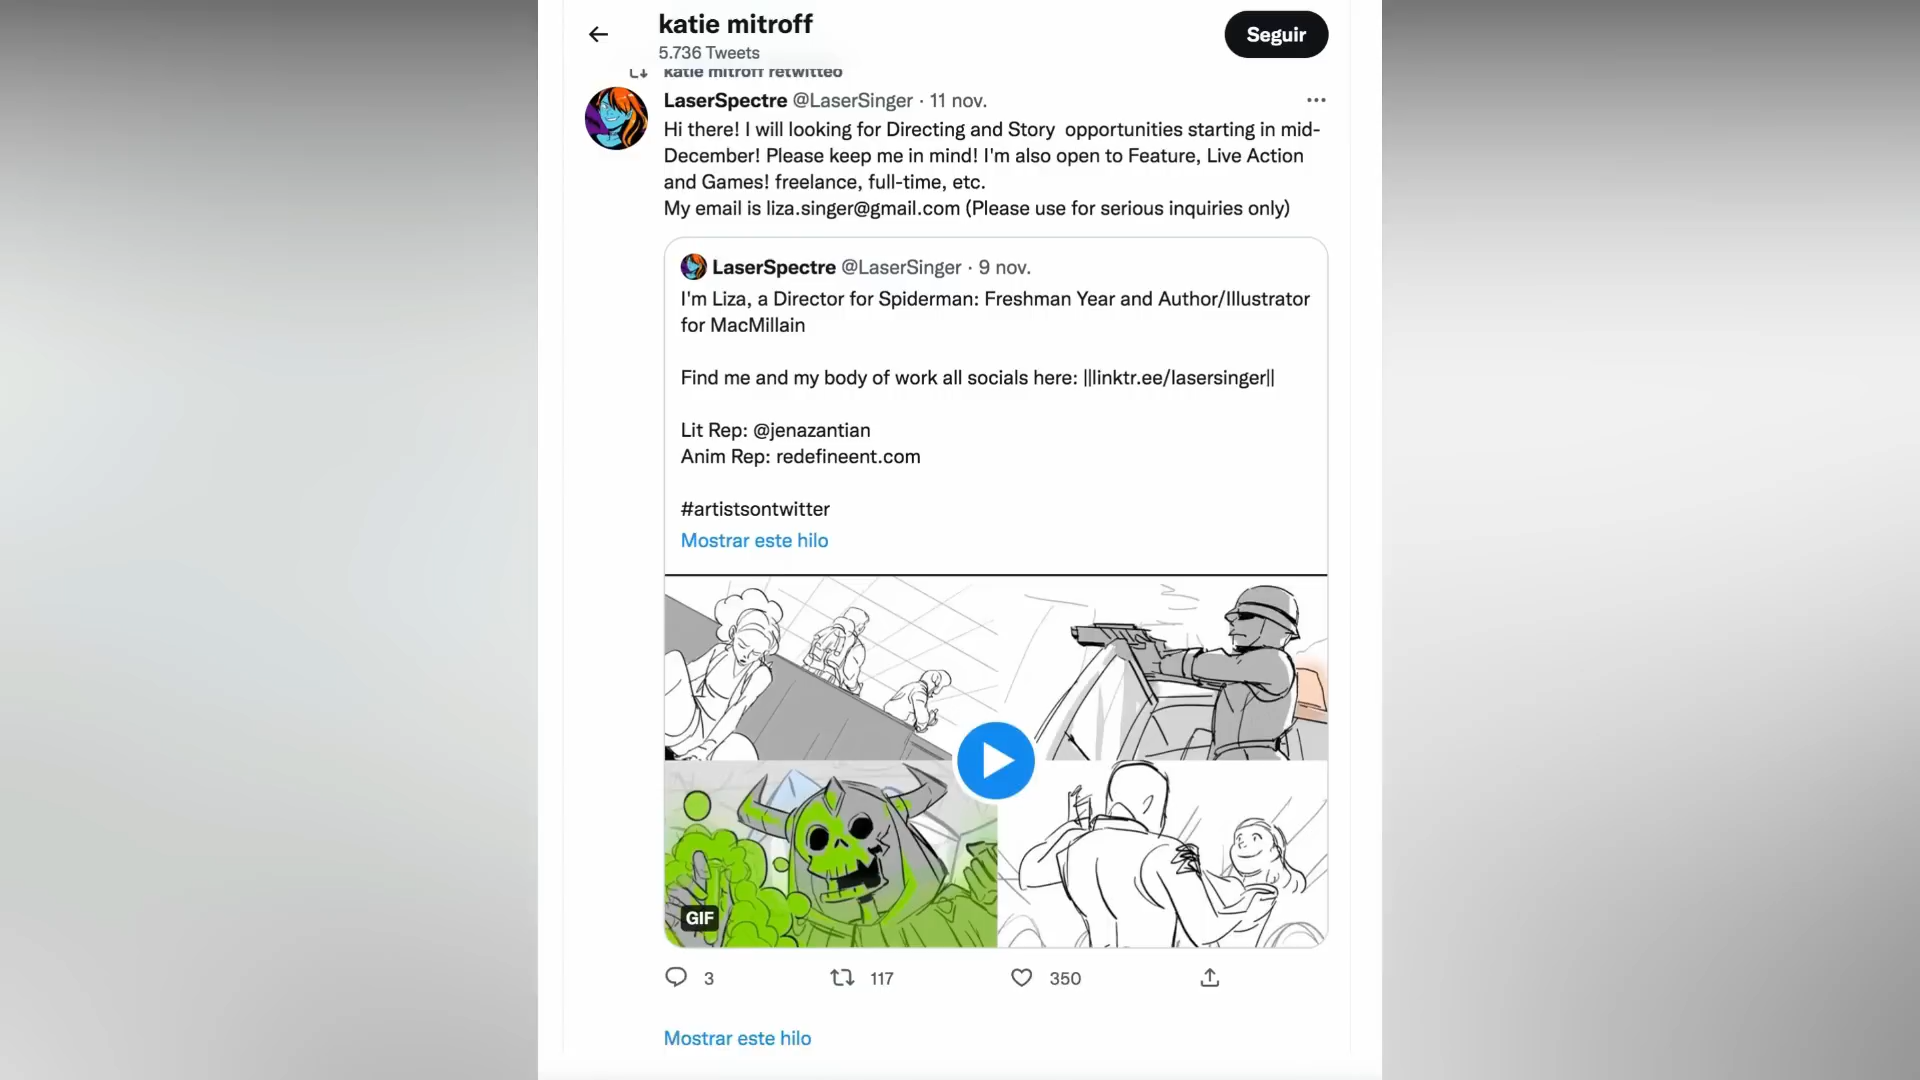 katie mitroff
5.736 Tweets
Seguir
katie mitroff retwitteó
LaserSpectre @LaserSinger · 11 nov.
Hi there! I will looking for Directing and Story opportunities starting in mid-
December! Please keep me in mind! I'm also open to Feature, Live Action
and Games! freelance, full-time, etc.
My email is liza.singer@gmail.com (Please use for serious inquiries only)
LaserSpectre @LaserSinger · 9 nov.
I'm Liza, a Director for Spiderman: Freshman Year and Author/Illustrator
for MacMillain
Find me and my body of work all socials here: ||linktr.ee/lasersinger||
Lit Rep: @jenazantian
Anim Rep: redefineent.com
#artistsontwitter
Mostrar este hilo
GIF
3 117 350
Mostrar este hilo